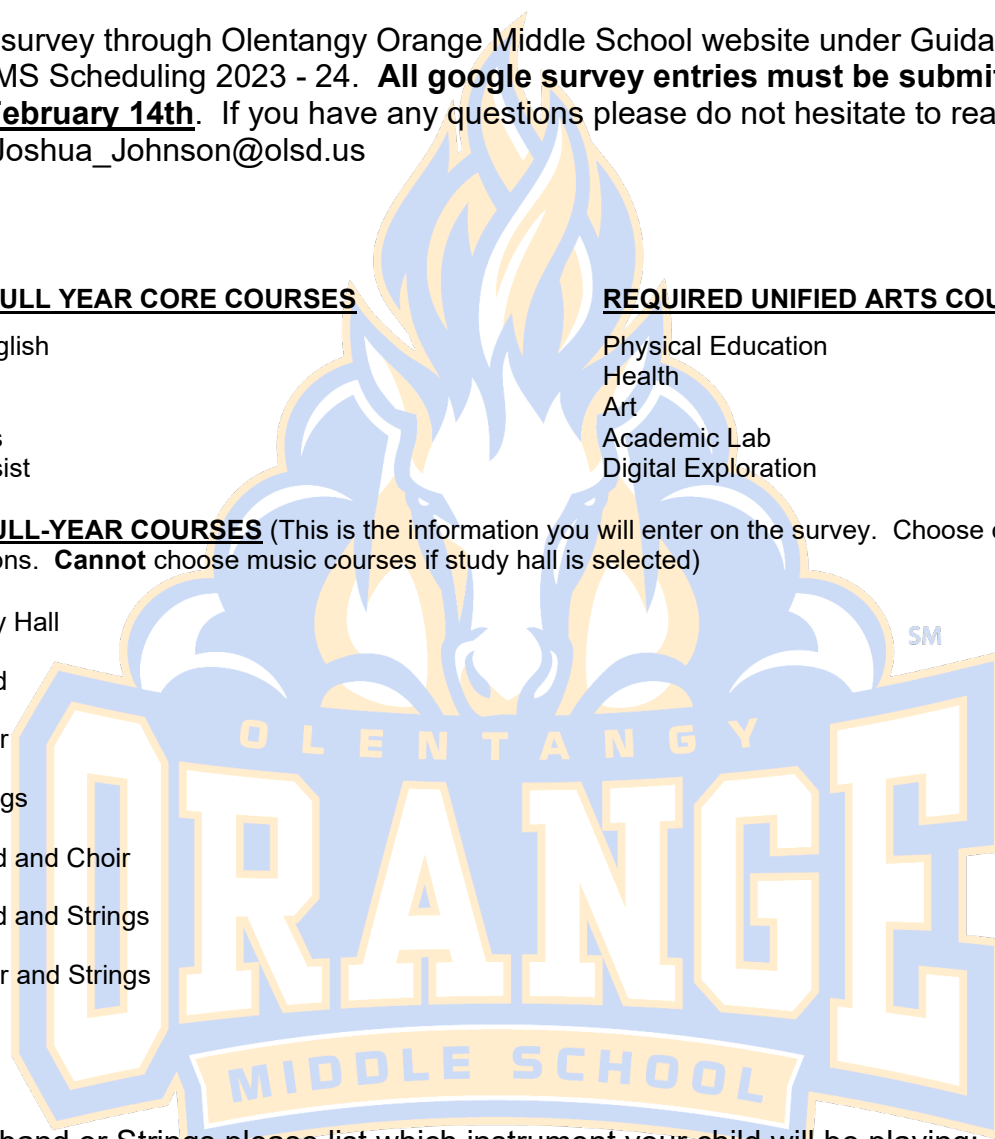 survey through Olentangy Orange Middle School website under Guida
MS Scheduling 2023 - 24. All google survey entries must be submi
February 14th. If you have any questions please do not hesitate to rea
Joshua_Johnson@olsd.us
ULL YEAR CORE COURSES
REQUIRED UNIFIED ARTS COU
glish
Physical Education
Health
Art
s
Academic Lab
sist
Digital Exploration
ULL-YEAR COURSES (This is the information you will enter on the survey. Choose
ons. Cannot choose music courses if study hall is selected)
y Hall
SM
d
r
OLENTANGY
gs
ORANGE
d and Choir
d and Strings
r and Strings
MIDDLE SCHOOL
band or Strings please list which instrument your child will be playing: